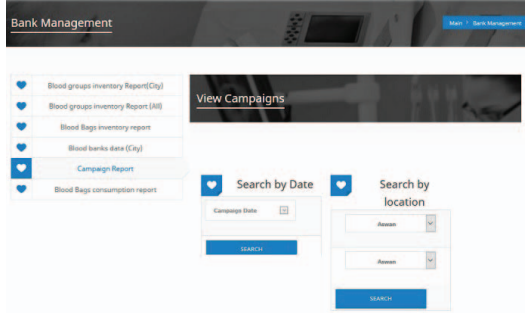 Bank Management
Main > Bank Management
Blood groups inventory Report(City)
Blood groups inventory Report (All)
Blood Bags inventory report
Blood banks date (City)
Campaign Report
Blood Bags consumption report
View Campaigns
Search by Date
Campangs Date
SEARCH
Search by
location
Aswan
Aswan
SEARCH